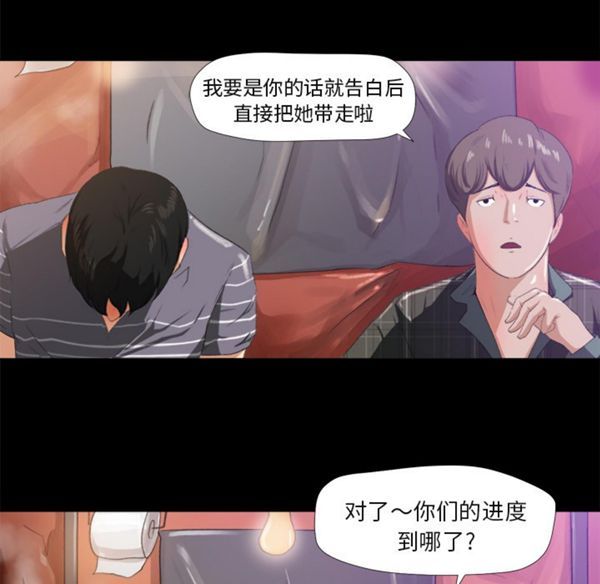 我要是你的话就告白后
直接把她带走啦
对了～你们的进度
到哪了?